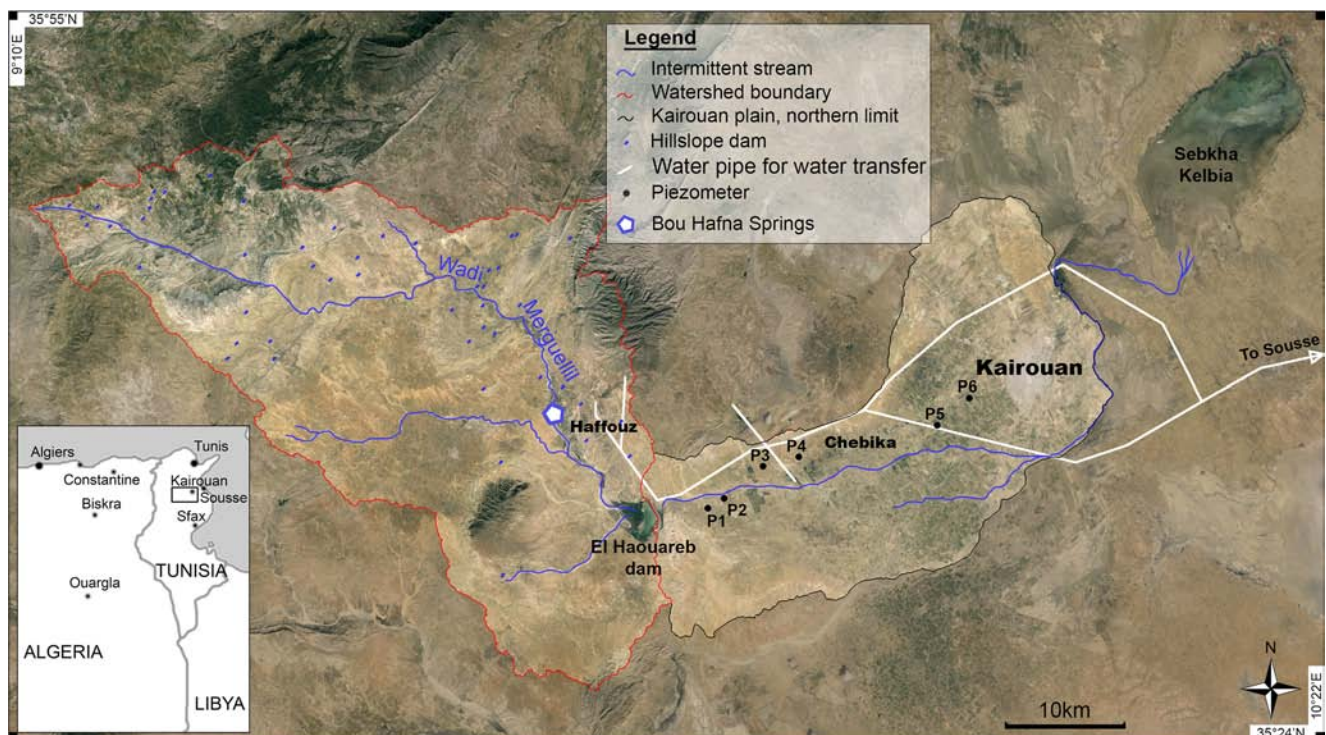 35°55'N
9°10'E
Legend
Intermittent stream
Watershed boundary
Kairouan plain, northern limit
Hillslope dam
Water pipe for water transfer
Piezometer
Bou Hafna Springs
Sebkha
Kelbia
Wadi
Merguellil
To Sousse
Kairouan
P6
P5
Haffouz
Chebika
P4
P3
P2
P1
El Haouareb
dam
Algiers
Tunis
Constantine
Kairouan
Biskra
Sousse
Sfax
Ouargla
TUNISIA
ALGERIA
LIBYA
N
10km
10°22'E
35°24'N